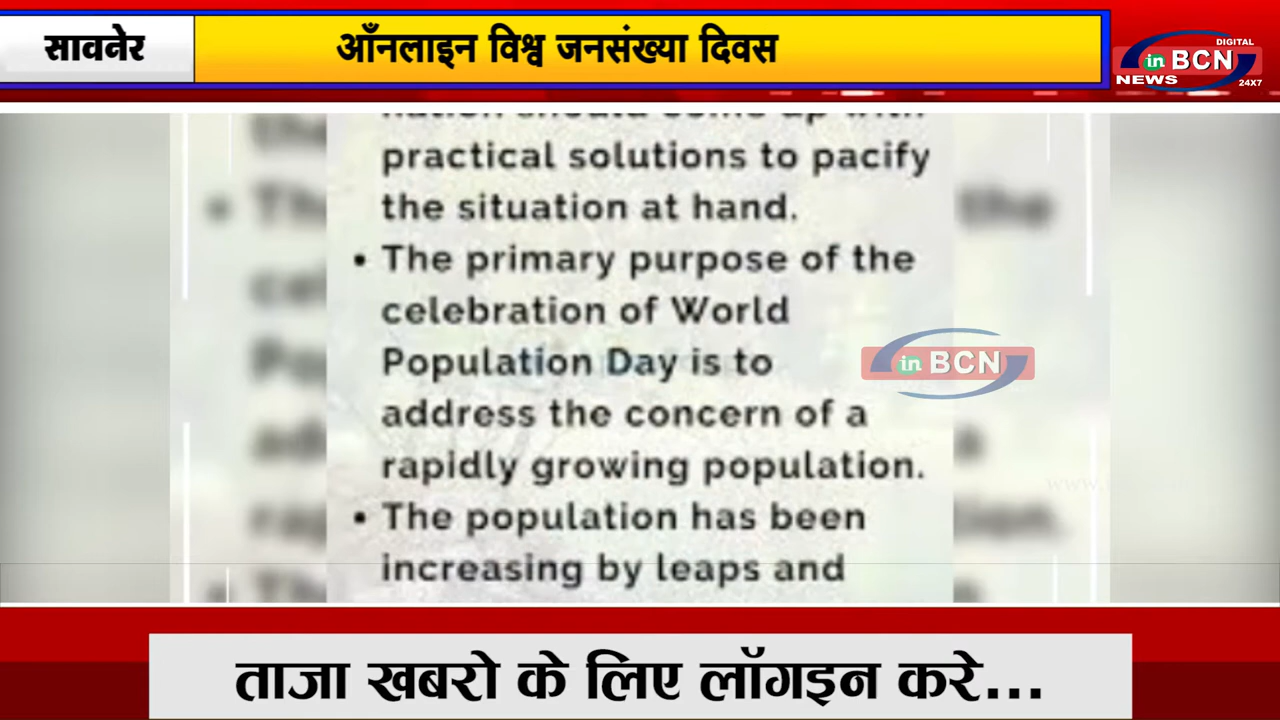 सावनेर
ऑंनलाइन विश्व जनसंख्या दिवस
DIGITAL
in BCN
NEWS
24X7
practical solutions to pacify
the situation at hand.
• The primary purpose of the
celebration of World
Population Day is to
address the concern of a
rapidly growing population.
• The population has been
increasing by leaps and
in BCN
ताजा खबरो के लिए लॉगइन करे...